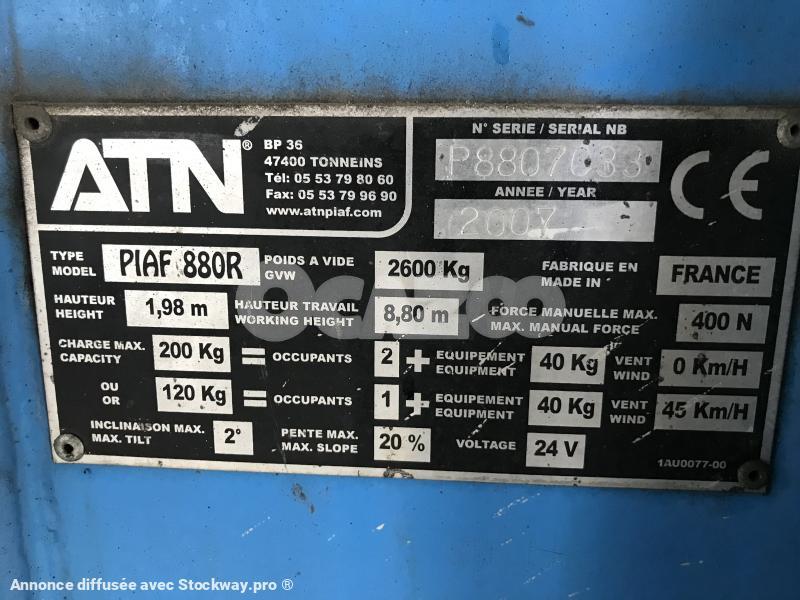 ATN®
BP 36
47400 TONNEINS
Tél: 05 53 79 80 60
Fax: 05 53 79 96 90
www.atnpiaf.com
N° SERIE / SERIAL NB
P8807633
ANNEE / YEAR
2007
TYPE
MODEL
PIAF 880R
POIDS A VIDE
GVW
2600 Kg
FABRIQUE EN
MADE IN
FRANCE
HAUTEUR
HEIGHT
1,98 m
HAUTEUR TRAVAIL
WORKING HEIGHT
8,80 m
FORCE MANUELLE MAX.
MAX. MANUAL FORCE
400 N
CHARGE MAX.
CAPACITY
200 Kg = OCCUPANTS 2 +
EQUIPEMENT
EQUIPMENT
40 Kg
VENT
WIND
0 Km/H
OU
OR
120 Kg = OCCUPANTS 1 +
EQUIPEMENT
EQUIPMENT
40 Kg
VENT
WIND
45 Km/H
INCLINAISON MAX.
MAX. TILT
2°
PENTE MAX.
MAX. SLOPE
20 %
VOLTAGE
24 V
1AU0077-00
CE
OCAZOO
Annonce diffusée avec Stockway.pro ®